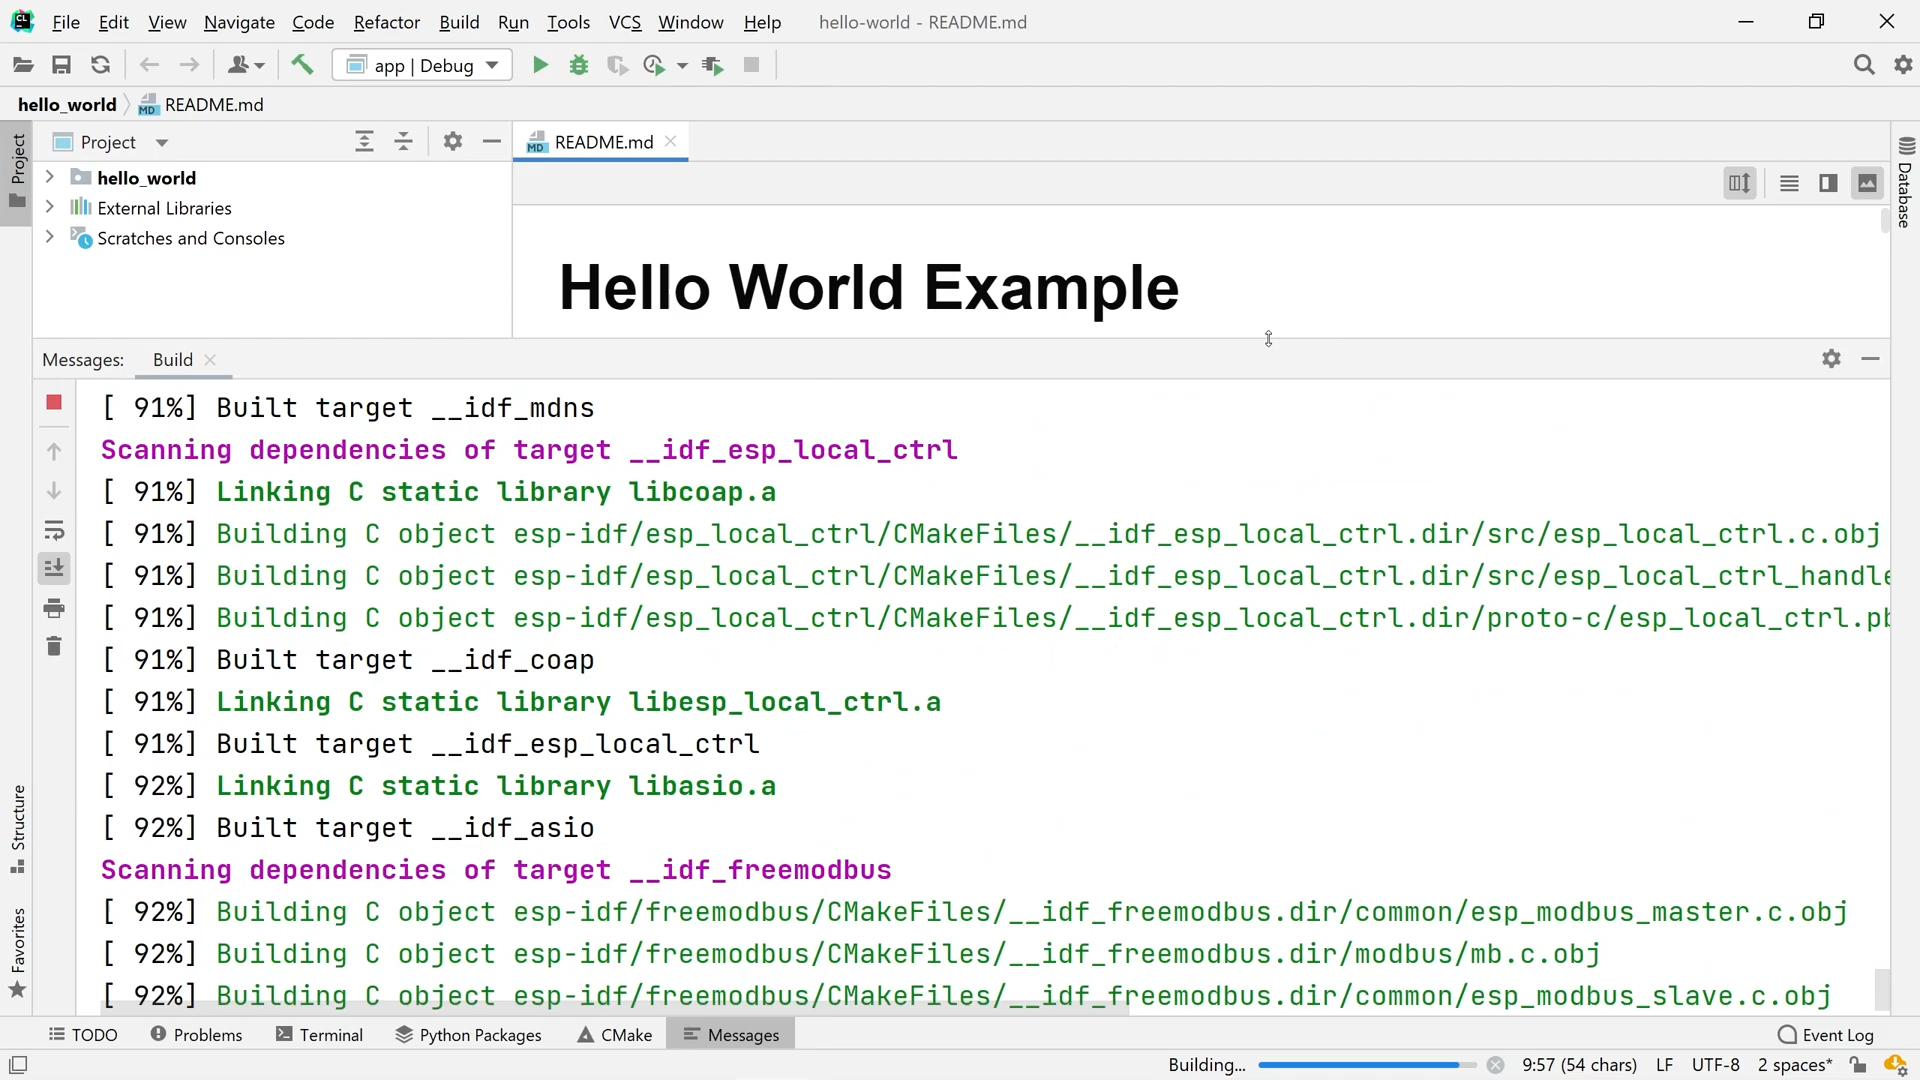 CL File Edit View Navigate Code Refactor Build Run Tools VCS Window Help hello-world - README.md
app | Debug
hello_world MD README.md
Project
Project
MD README.md
Database
hello_world
External Libraries
Scratches and Consoles
Hello World Example
Messages: Build
[ 91%] Built target __idf_mdns
Scanning dependencies of target __idf_esp_local_ctrl
[ 91%] Linking C static library libcoap.a
[ 91%] Building C object esp-idf/esp_local_ctrl/CMakeFiles/__idf_esp_local_ctrl.dir/src/esp_local_ctrl.c.obj
[ 91%] Building C object esp-idf/esp_local_ctrl/CMakeFiles/__idf_esp_local_ctrl.dir/src/esp_local_ctrl_handle
[ 91%] Building C object esp-idf/esp_local_ctrl/CMakeFiles/__idf_esp_local_ctrl.dir/proto-c/esp_local_ctrl.pb
[ 91%] Built target __idf_coap
[ 91%] Linking C static library libesp_local_ctrl.a
[ 91%] Built target __idf_esp_local_ctrl
[ 92%] Linking C static library libasio.a
[ 92%] Built target __idf_asio
Scanning dependencies of target __idf_freemodbus
[ 92%] Building C object esp-idf/freemodbus/CMakeFiles/__idf_freemodbus.dir/common/esp_modbus_master.c.obj
[ 92%] Building C object esp-idf/freemodbus/CMakeFiles/__idf_freemodbus.dir/modbus/mb.c.obj
[ 92%] Building C object esp-idf/freemodbus/CMakeFiles/__idf_freemodbus.dir/common/esp_modbus_slave.c.obj
Structure
Favorites
TODO Problems Terminal Python Packages CMake Messages Event Log
Building... 9:57 (54 chars) LF UTF-8 2 spaces*